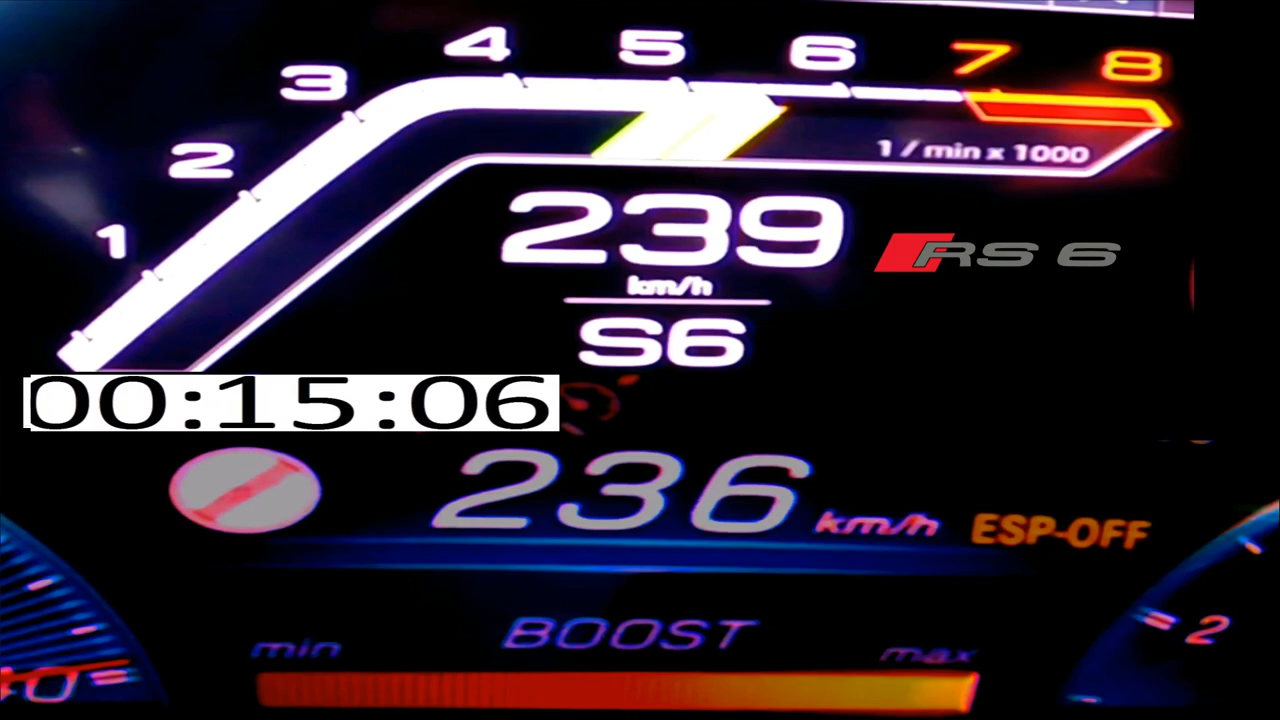 4 5 6 7 8
3
2
1
1 / min x 1000
239
km/h
RS 6
S6
00:15:06
236 km/h ESP-OFF
BOOST
min max
0
2